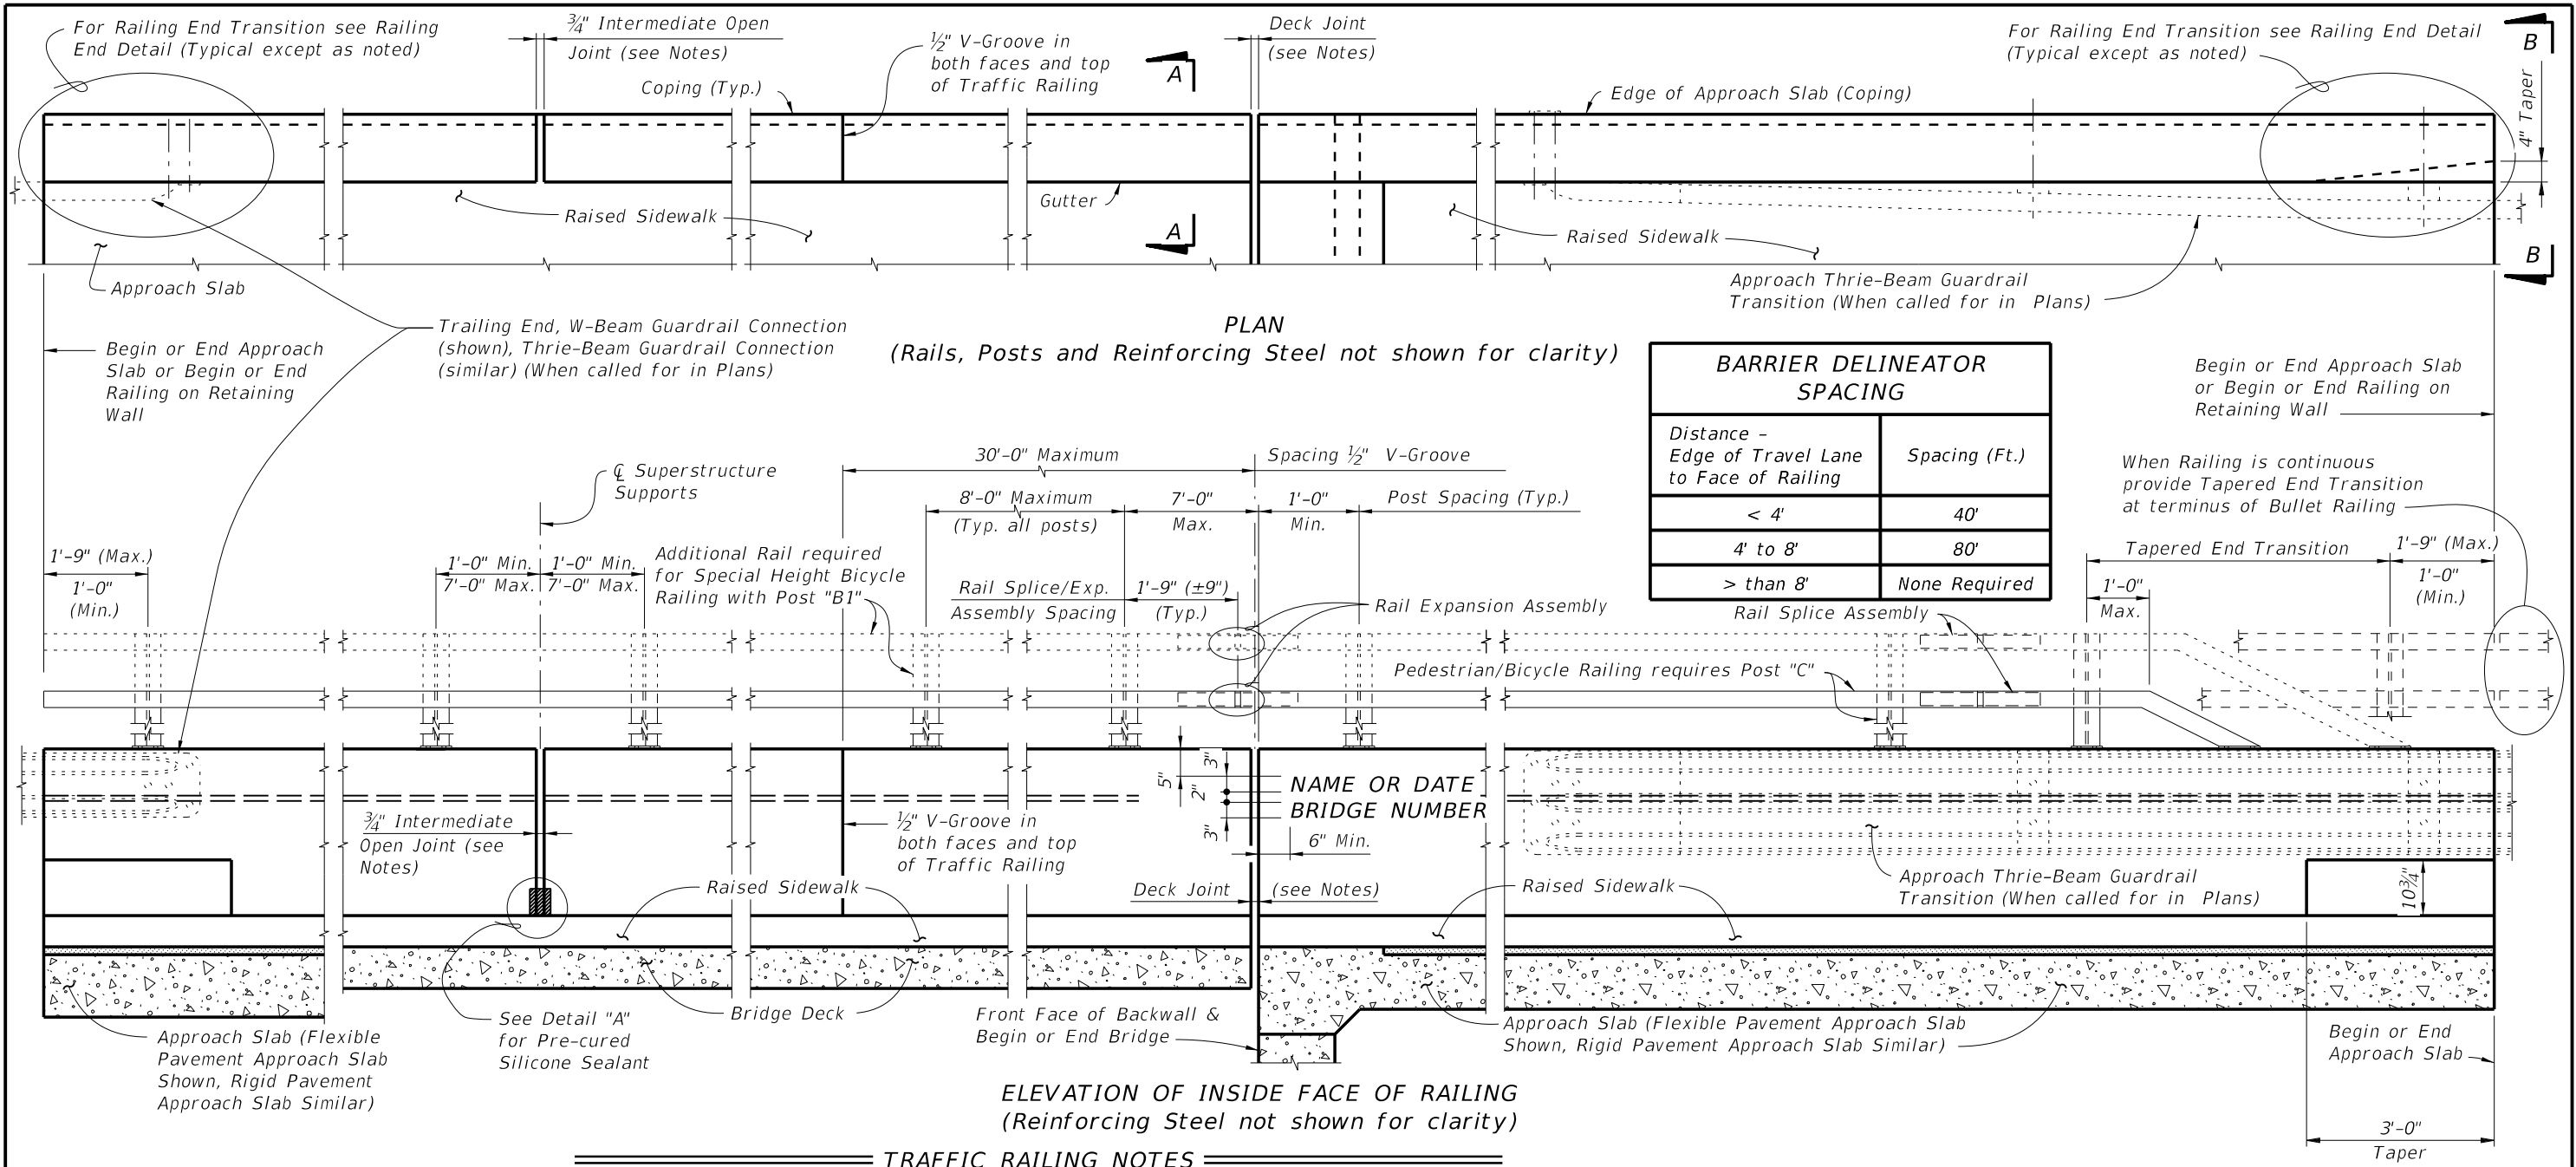 For Railing End Transition see Railing
End Detail (Typical except as noted)
¾" Intermediate Open
Joint (see Notes)
½" V-Groove in
both faces and top
of Traffic Railing
Coping (Typ.)
A
Deck Joint
(see Notes)
Edge of Approach Slab (Coping)
For Railing End Transition see Railing End Detail
(Typical except as noted)
B
4" Taper
Raised Sidewalk
Gutter
A
Raised Sidewalk
B
Approach Slab
Approach Thrie-Beam Guardrail
Transition (When called for in Plans)
Trailing End, W-Beam Guardrail Connection
(shown), Thrie-Beam Guardrail Connection
(similar) (When called for in Plans)
Begin or End Approach
Slab or Begin or End
Railing on Retaining
Wall
PLAN
(Rails, Posts and Reinforcing Steel not shown for clarity)
BARRIER DELINEATOR
SPACING
Distance -
Edge of Travel Lane
to Face of Railing
Spacing (Ft.)
< 4' 40'
4' to 8' 80'
> than 8' None Required
Begin or End Approach Slab
or Begin or End Railing on
Retaining Wall
When Railing is continuous
provide Tapered End Transition
at terminus of Bullet Railing
℄ Superstructure
Supports
30'-0" Maximum
Spacing ½" V-Groove
8'-0" Maximum
(Typ. all posts)
7'-0"
Max.
1'-0"
Min.
Post Spacing (Typ.)
1'-9" (Max.)
1'-0"
(Min.)
1'-0" Min.
7'-0" Max.
1'-0" Min.
7'-0" Max.
Additional Rail required
for Special Height Bicycle
Railing with Post "B1"
Rail Splice/Exp.
Assembly Spacing
1'-9" (±9")
(Typ.)
Rail Expansion Assembly
Rail Splice Assembly
Tapered End Transition
1'-0"
Max.
1'-9" (Max.)
1'-0"
(Min.)
Pedestrian/Bicycle Railing requires Post "C"
5"
3"
2"
3"
NAME OR DATE
BRIDGE NUMBER
6" Min.
¾" Intermediate
Open Joint (see
Notes)
½" V-Groove in
both faces and top
of Traffic Railing
Raised Sidewalk
Deck Joint
(see Notes)
Raised Sidewalk
Approach Thrie-Beam Guardrail
Transition (When called for in Plans)
10¾"
Approach Slab (Flexible
Pavement Approach Slab
Shown, Rigid Pavement
Approach Slab Similar)
See Detail "A"
for Pre-cured
Silicone Sealant
Bridge Deck
Front Face of Backwall &
Begin or End Bridge
Approach Slab (Flexible Pavement Approach Slab
Shown, Rigid Pavement Approach Slab Similar)
Begin or End
Approach Slab
ELEVATION OF INSIDE FACE OF RAILING
(Reinforcing Steel not shown for clarity)
3'-0"
Taper
TRAFFIC RAILING NOTES